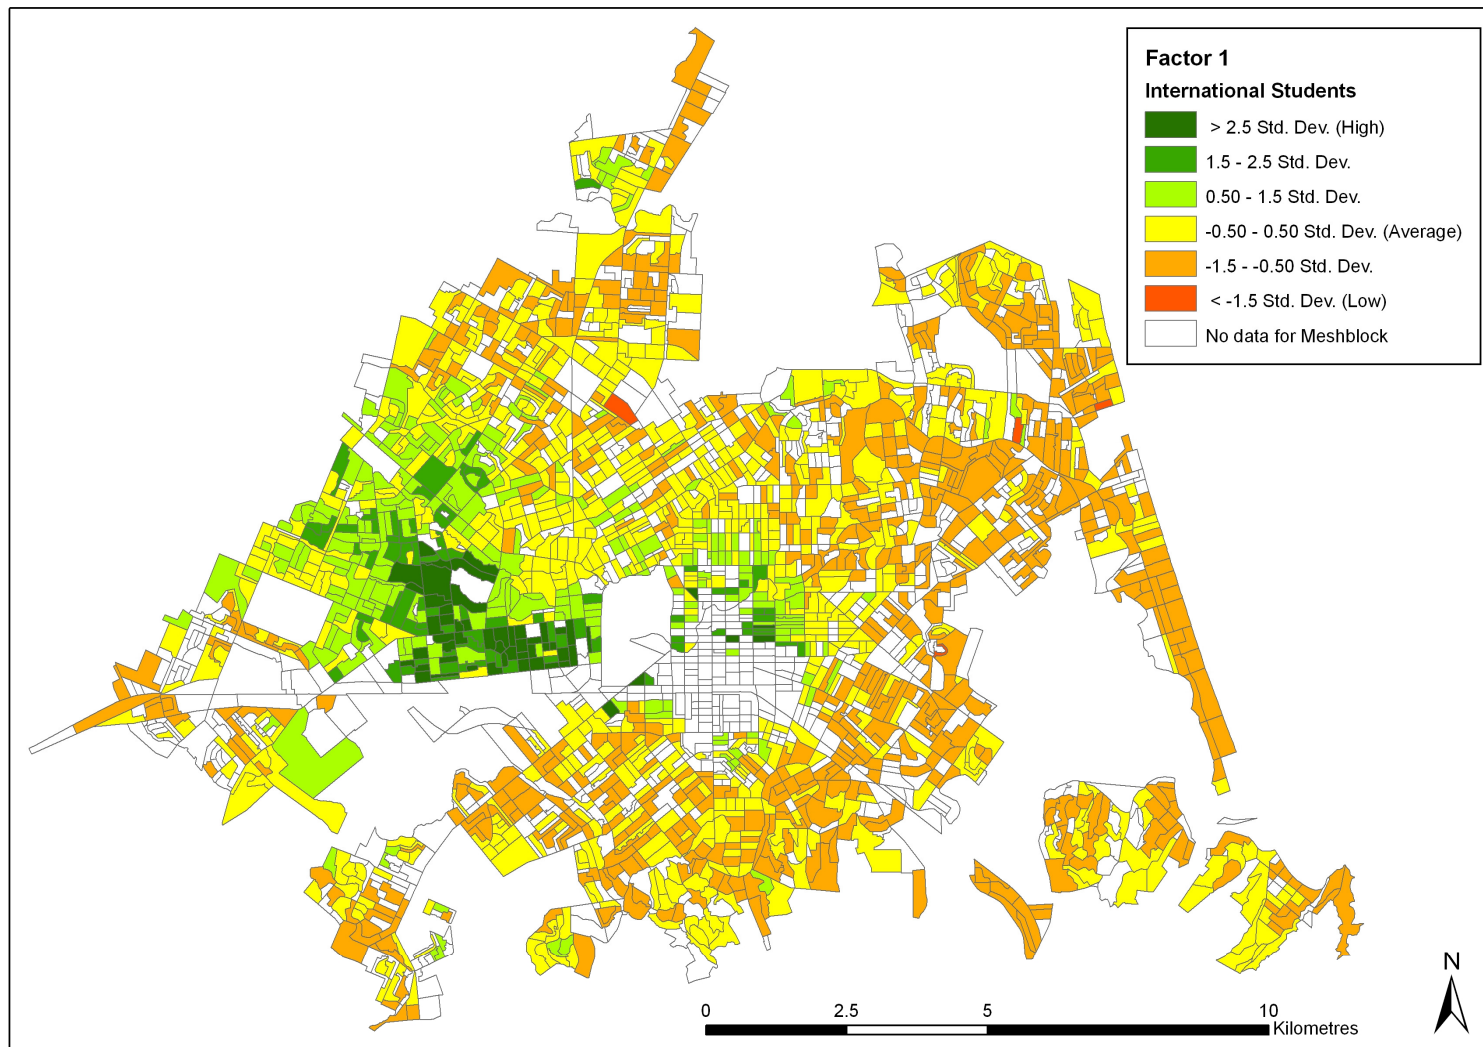 Factor 1
International Students
> 2.5 Std. Dev. (High)
1.5 - 2.5 Std. Dev.
0.50 - 1.5 Std. Dev.
-0.50 - 0.50 Std. Dev. (Average)
-1.5 - -0.50 Std. Dev.
< -1.5 Std. Dev. (Low)
No data for Meshblock
N
0 2.5 5 10
Kilometres